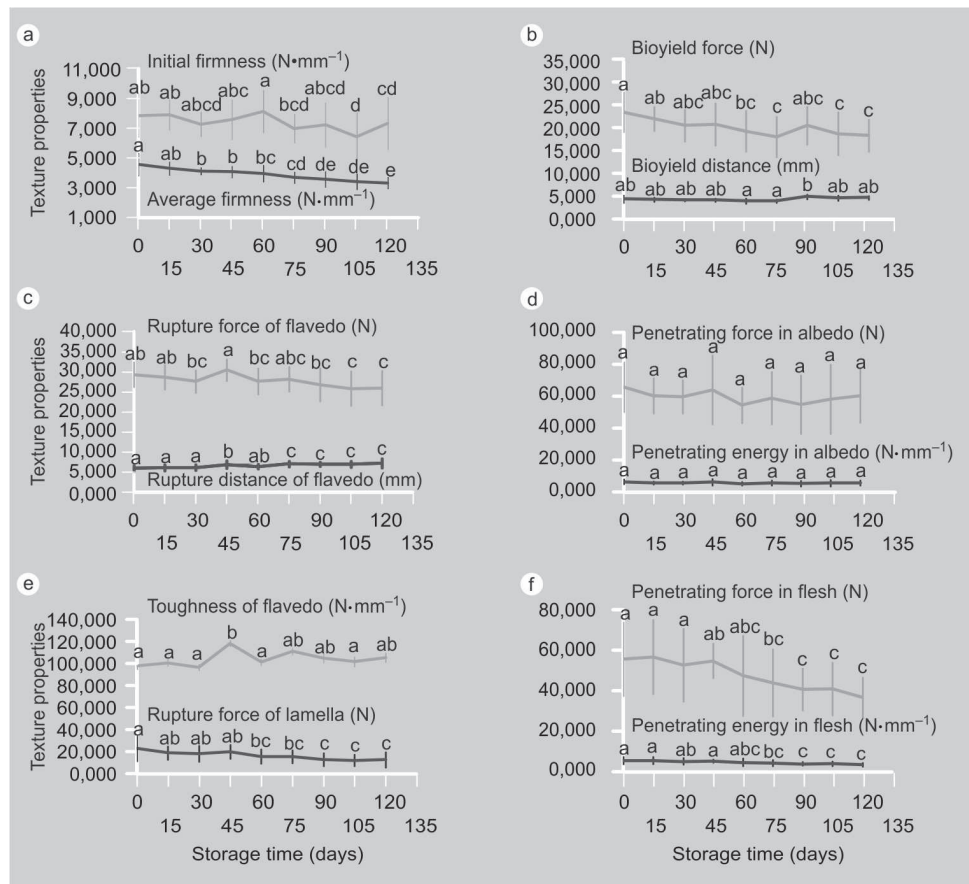 a
Initial firmness (N•mm⁻¹)
Texture properties
11,000
9,000
7,000
5,000
3,000
1,000
ab ab abcd abc a bcd abcd d cd
a ab b b bc cd de de e
Average firmness (N·mm⁻¹)
0 30 60 90 120
15 45 75 105 135
b
Bioyield force (N)
35,000
30,000
25,000
20,000
15,000
10,000
5,000
0,000
a ab abc abc bc c abc c c
Bioyield distance (mm)
ab ab ab ab a a b ab ab
0 30 60 90 120
15 45 75 105 135
c
Rupture force of flavedo (N)
Texture properties
40,000
35,000
30,000
25,000
20,000
15,000
10,000
5,000
0,000
ab ab bc a bc abc bc c c
a a a b ab c c c c
Rupture distance of flavedo (mm)
0 30 60 90 120
15 45 75 105 135
d
Penetrating force in albedo (N)
100,000
80,000
60,000
40,000
20,000
0,000
a a a a a a a a a
Penetrating energy in albedo (N·mm⁻¹)
a a a a a a a a a
0 30 60 90 120
15 45 75 105 135
e
Toughness of flavedo (N·mm⁻¹)
Texture properties
140,000
120,000
100,000
80,000
60,000
40,000
20,000
0,000
a a a b a ab ab a ab
Rupture force of lamella (N)
a ab ab ab bc bc c c c
0 30 60 90 120
15 45 75 105 135
Storage time (days)
f
Penetrating force in flesh (N)
80,000
60,000
40,000
20,000
0,000
a a a ab abc bc c c c
Penetrating energy in flesh (N·mm⁻¹)
a a ab a abc bc c c c
0 30 60 90 120
15 45 75 105 135
Storage time (days)